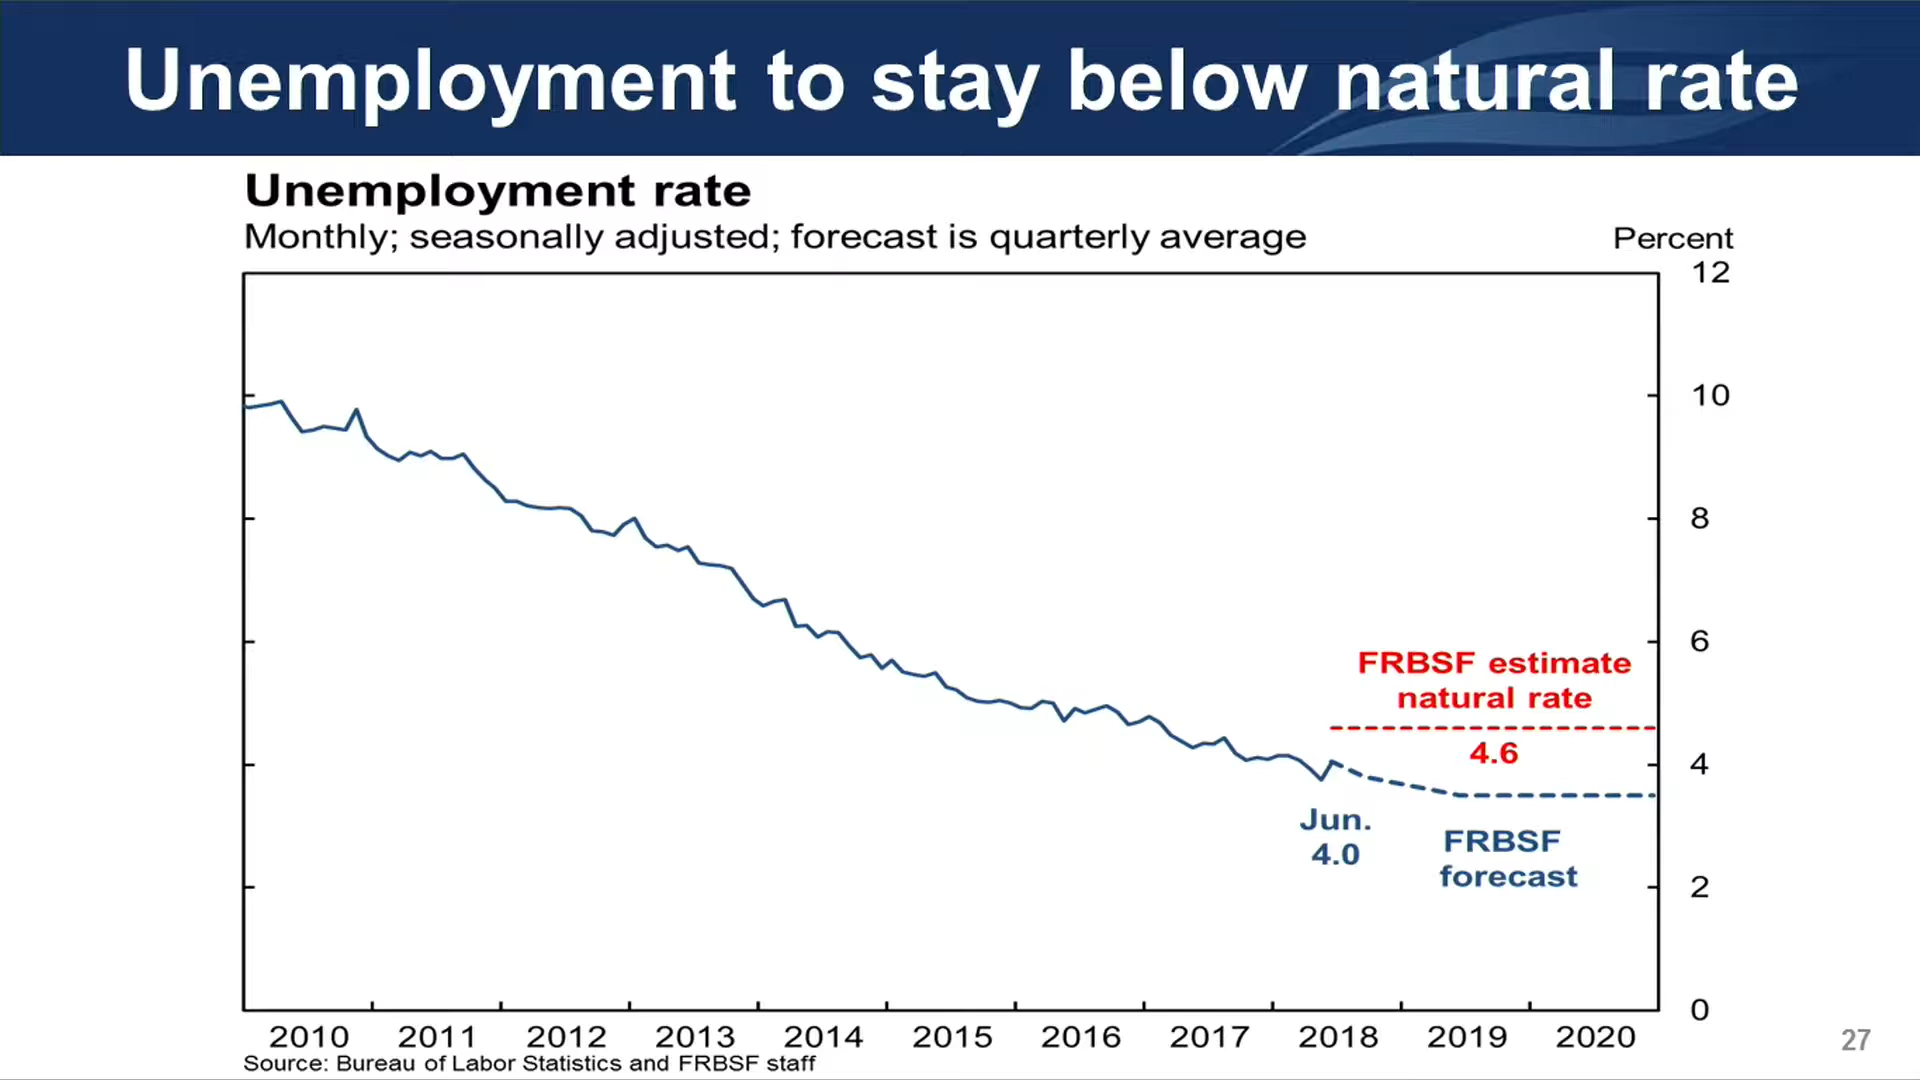 Unemployment to stay below natural rate
Unemployment rate
Monthly; seasonally adjusted; forecast is quarterly average
Percent
12
10
8
6
4
2
0
FRBSF estimate
natural rate
4.6
Jun.
4.0
FRBSF
forecast
2010 2011 2012 2013 2014 2015 2016 2017 2018 2019 2020
Source: Bureau of Labor Statistics and FRBSF staff
27